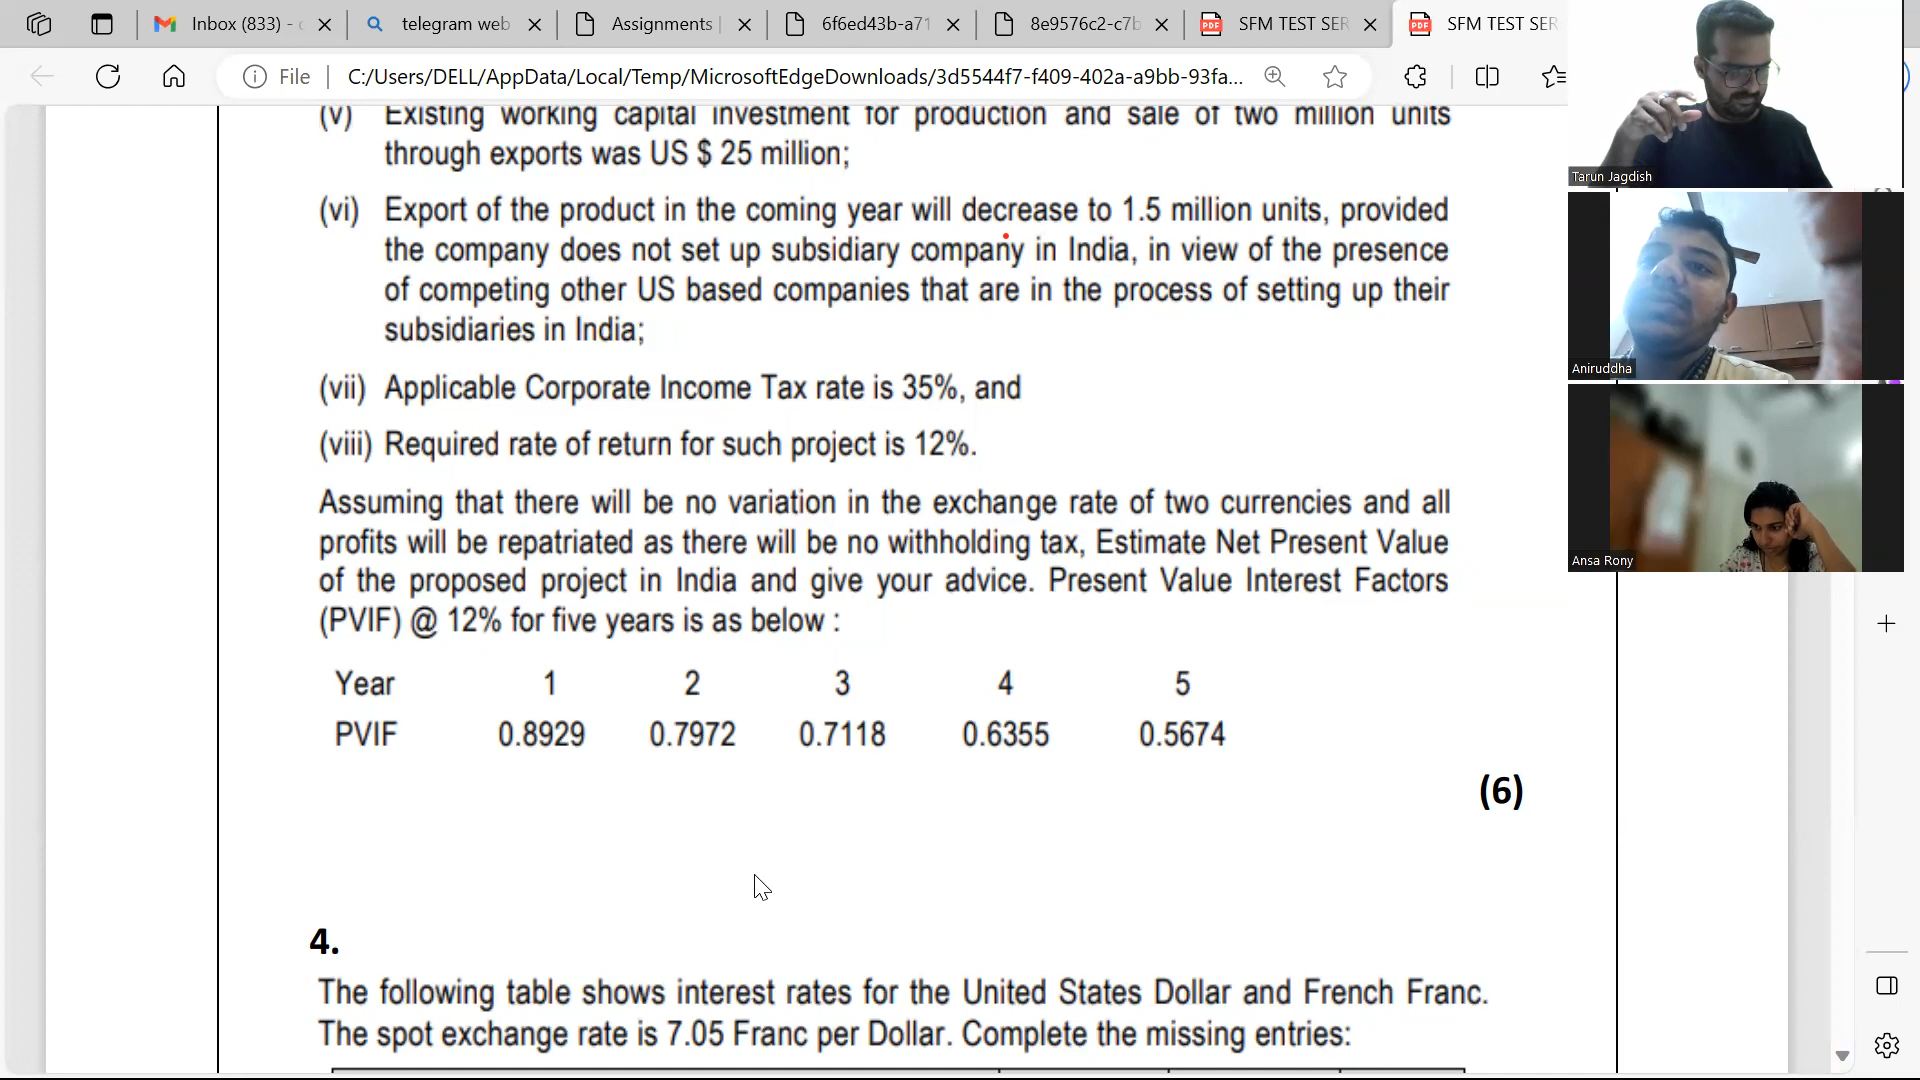 Inbox (833) -
telegram web
Assignments |
6f6ed43b-a71
8e9576c2-c7b
SFM TEST SER
SFM TEST SER
File
C:/Users/DELL/AppData/Local/Temp/MicrosoftEdgeDownloads/3d5544f7-f409-402a-a9bb-93fa...
(v) Existing working capital investment for production and sale of two million units
through exports was US $ 25 million;
(vi) Export of the product in the coming year will decrease to 1.5 million units, provided
the company does not set up subsidiary company in India, in view of the presence
of competing other US based companies that are in the process of setting up their
subsidiaries in India;
(vii) Applicable Corporate Income Tax rate is 35%, and
(viii) Required rate of return for such project is 12%.
Assuming that there will be no variation in the exchange rate of two currencies and all
profits will be repatriated as there will be no withholding tax, Estimate Net Present Value
of the proposed project in India and give your advice. Present Value Interest Factors
(PVIF) @ 12% for five years is as below :
Year 1 2 3 4 5
PVIF 0.8929 0.7972 0.7118 0.6355 0.5674
(6)
4.
The following table shows interest rates for the United States Dollar and French Franc.
The spot exchange rate is 7.05 Franc per Dollar. Complete the missing entries:
Tarun Jagdish
Aniruddha
Ansa Rony